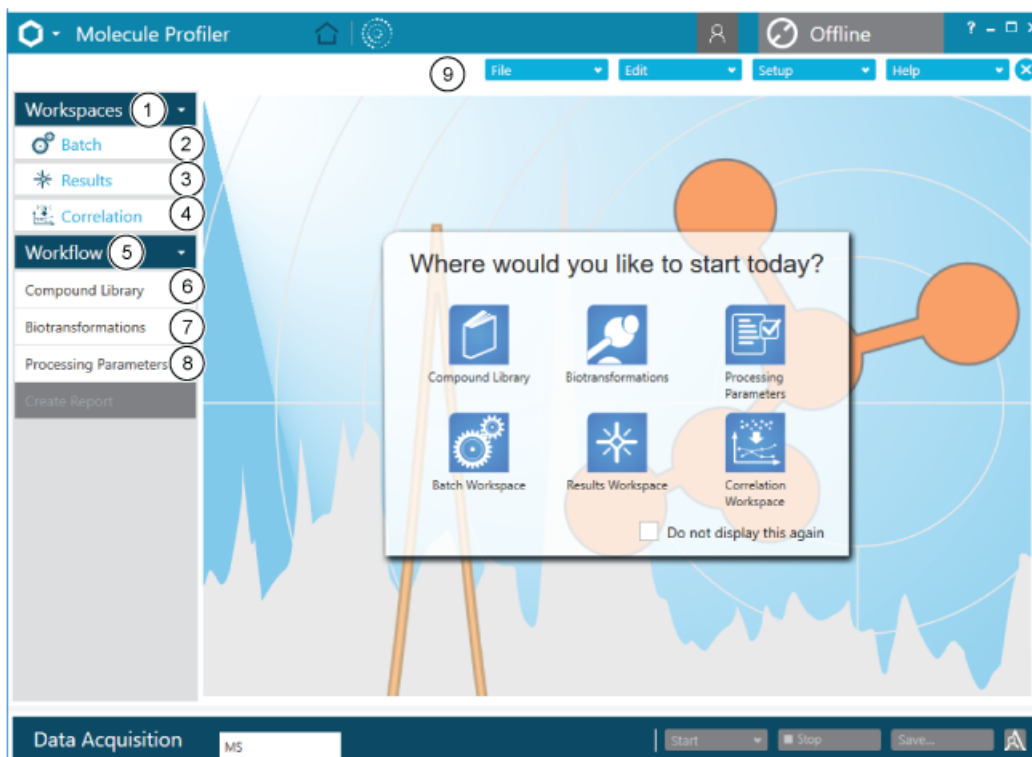 Molecule Profiler
Offline
? – □ ×
9
File
Edit
Setup
Help
Workspaces 1
Batch 2
Results 3
Correlation 4
Workflow 5
Compound Library 6
Biotransformations 7
Processing Parameters 8
Create Report
Where would you like to start today?
Compound Library
Biotransformations
Processing
Parameters
Batch Workspace
Results Workspace
Correlation
Workspace
Do not display this again
Data Acquisition
MS
Start
Stop
Save...